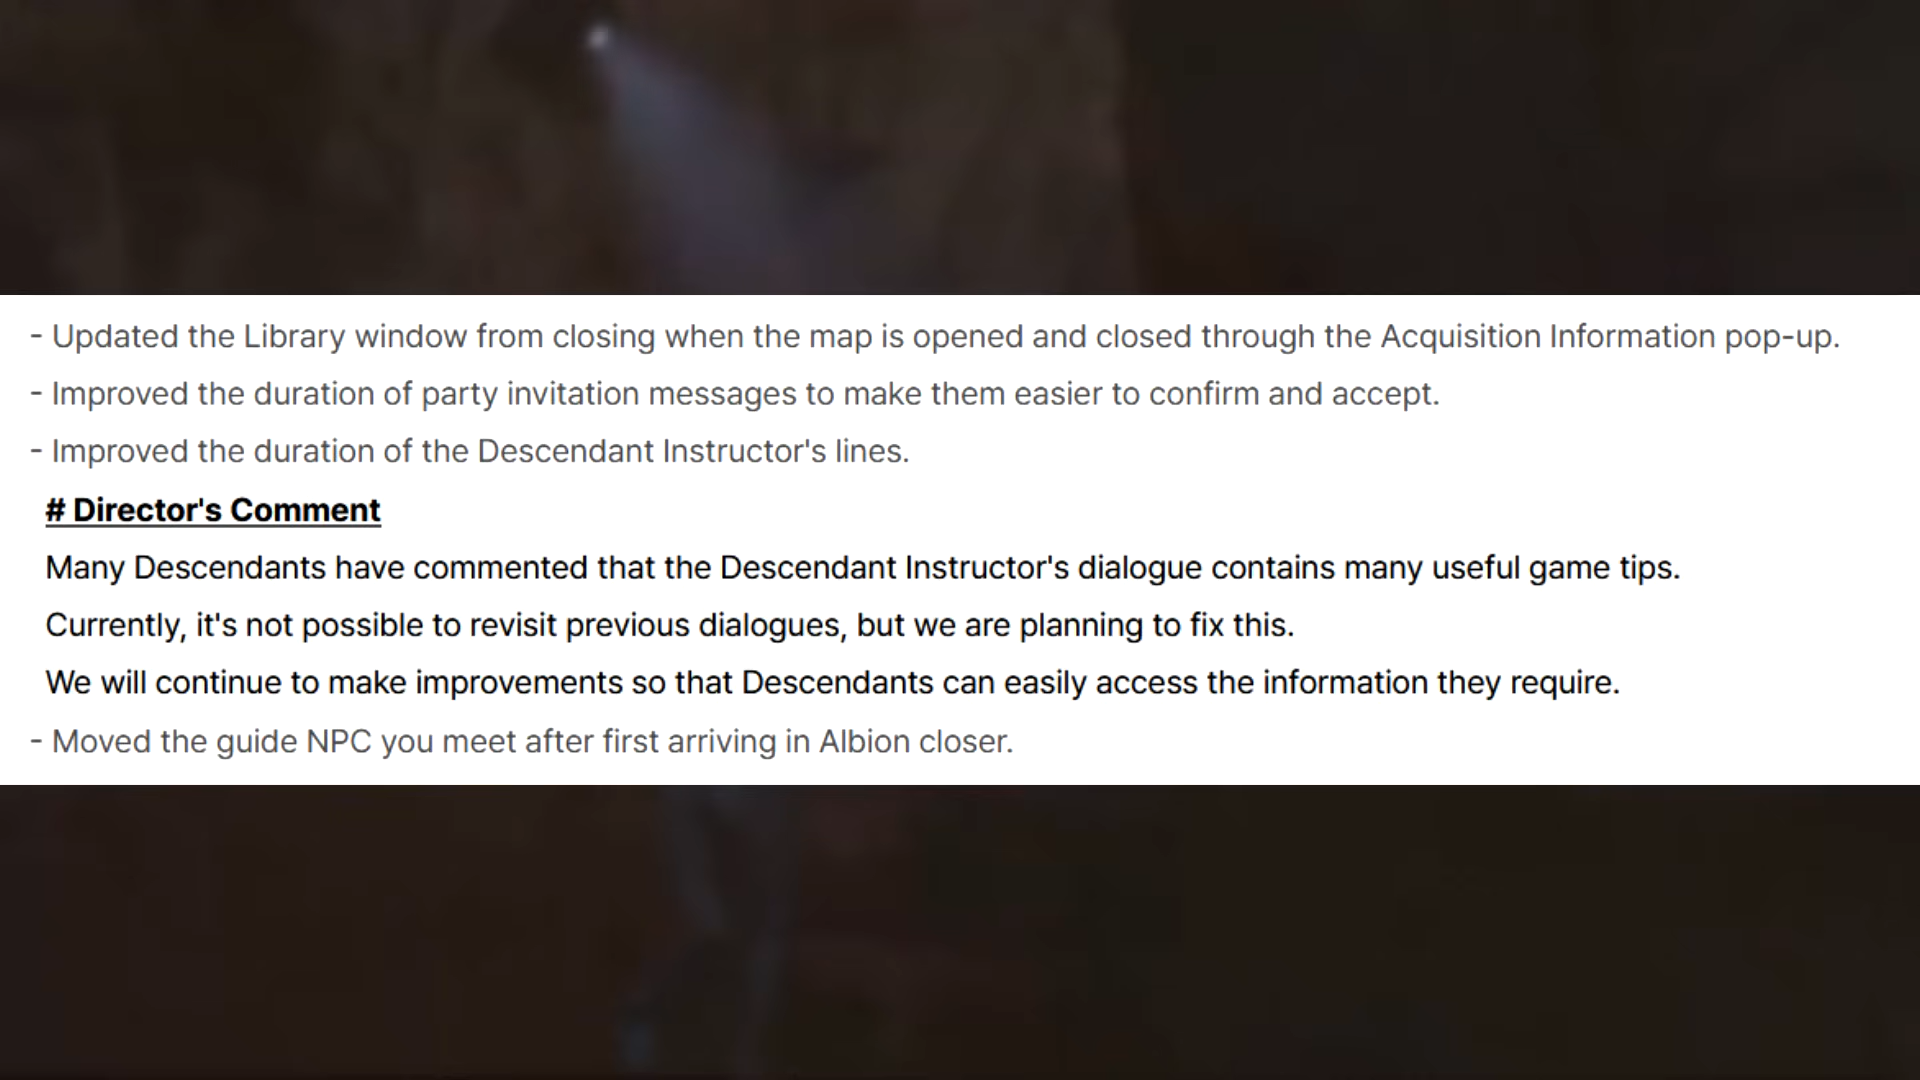 - Updated the Library window from closing when the map is opened and closed through the Acquisition Information pop-up.
- Improved the duration of party invitation messages to make them easier to confirm and accept.
- Improved the duration of the Descendant Instructor's lines.
# Director's Comment
Many Descendants have commented that the Descendant Instructor's dialogue contains many useful game tips.
Currently, it's not possible to revisit previous dialogues, but we are planning to fix this.
We will continue to make improvements so that Descendants can easily access the information they require.
- Moved the guide NPC you meet after first arriving in Albion closer.